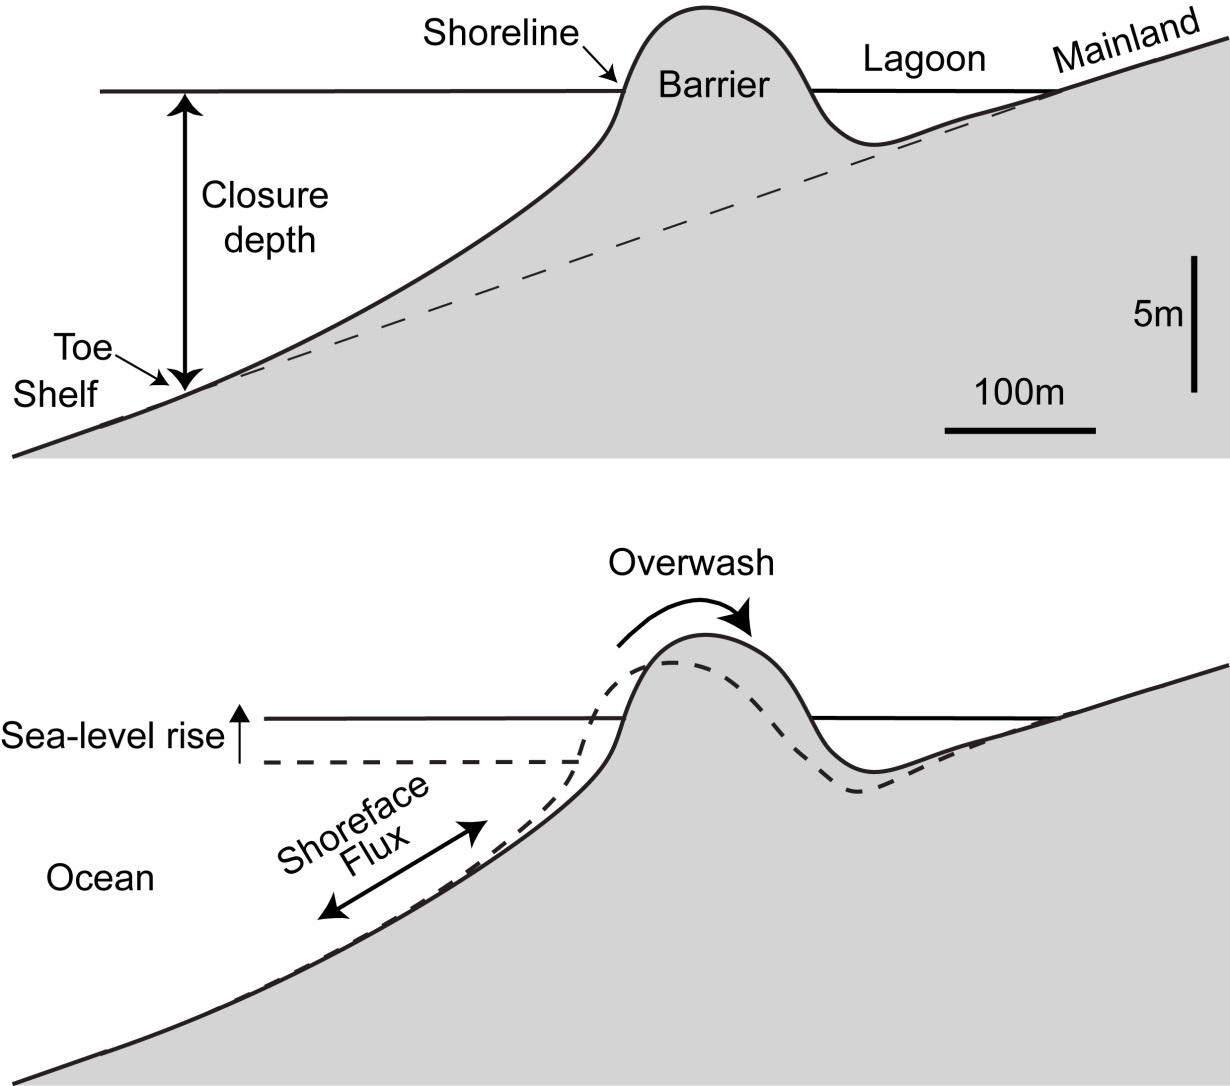 Shoreline
Barrier
Lagoon
Mainland
Closure
depth
Toe
Shelf
5m
100m
Overwash
Sea-level rise
Shoreface
Flux
Ocean